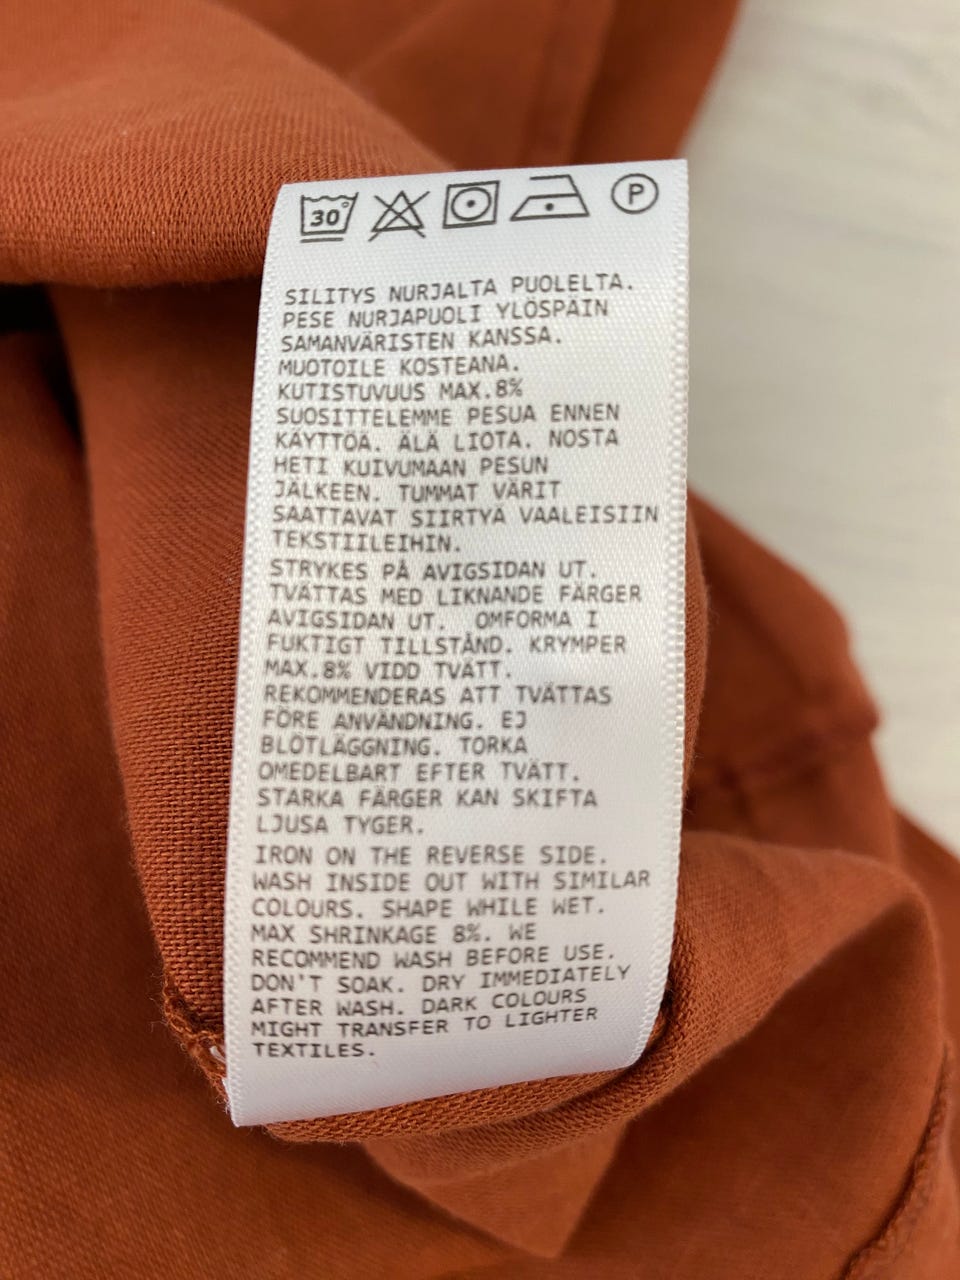 30 P
SILITYS NURJALTA PUOLELTA.
PESE NURJAPUOLI YLÖSPAIN
SAMANVÄRISTEN KANSSA.
MUOTOILE KOSTEANA.
KUTISTUVUUS MAX.8%
SUOSITTELEMME PESUA ENNEN
KÄYTTÖÄ. ÄLÄ LIOTA. NOSTA
HETI KUIVUMAAN PESUN
JÄLKEEN. TUMMAT VÄRIT
SAATTAVAT SIIRTYA VAALEISIIN
TEKSTIILEIHIN.
STRYKES PÅ AVIGSIDAN UT.
TVÄTTAS MED LIKNANDE FÄRGER
AVIGSIDAN UT. OMFORMA I
FUKTIGT TILLSTÅND. KRYMPER
MAX.8% VIDD TVÄTT.
REKOMMENDERAS ATT TVÄTTAS
FÖRE ANVÄNDNING. EJ
BLÖTLÄGGNING. TORKA
OMEDELBART EFTER TVÄTT.
STARKA FÄRGER KAN SKIFTA
LJUSA TYGER.
IRON ON THE REVERSE SIDE.
WASH INSIDE OUT WITH SIMILAR
COLOURS. SHAPE WHILE WET.
MAX SHRINKAGE 8%. WE
RECOMMEND WASH BEFORE USE.
DON'T SOAK. DRY IMMEDIATELY
AFTER WASH. DARK COLOURS
MIGHT TRANSFER TO LIGHTER
TEXTILES.